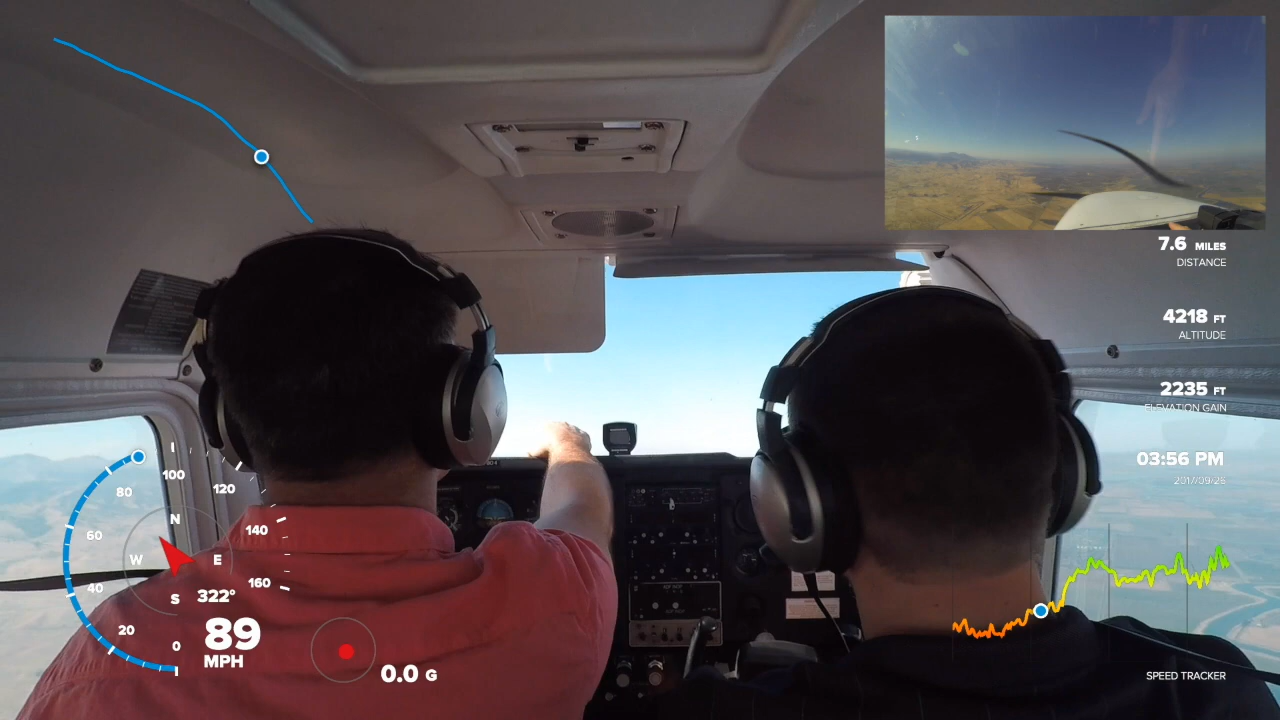 7.6 MILES
DISTANCE
4218 FT
ALTITUDE
2235 FT
ELEVATION GAIN
03:56 PM
2017/09/26
100
80
120
N
60
140
W
E
40
160
S
322°
20
89
0
MPH
0.0 G
SPEED TRACKER